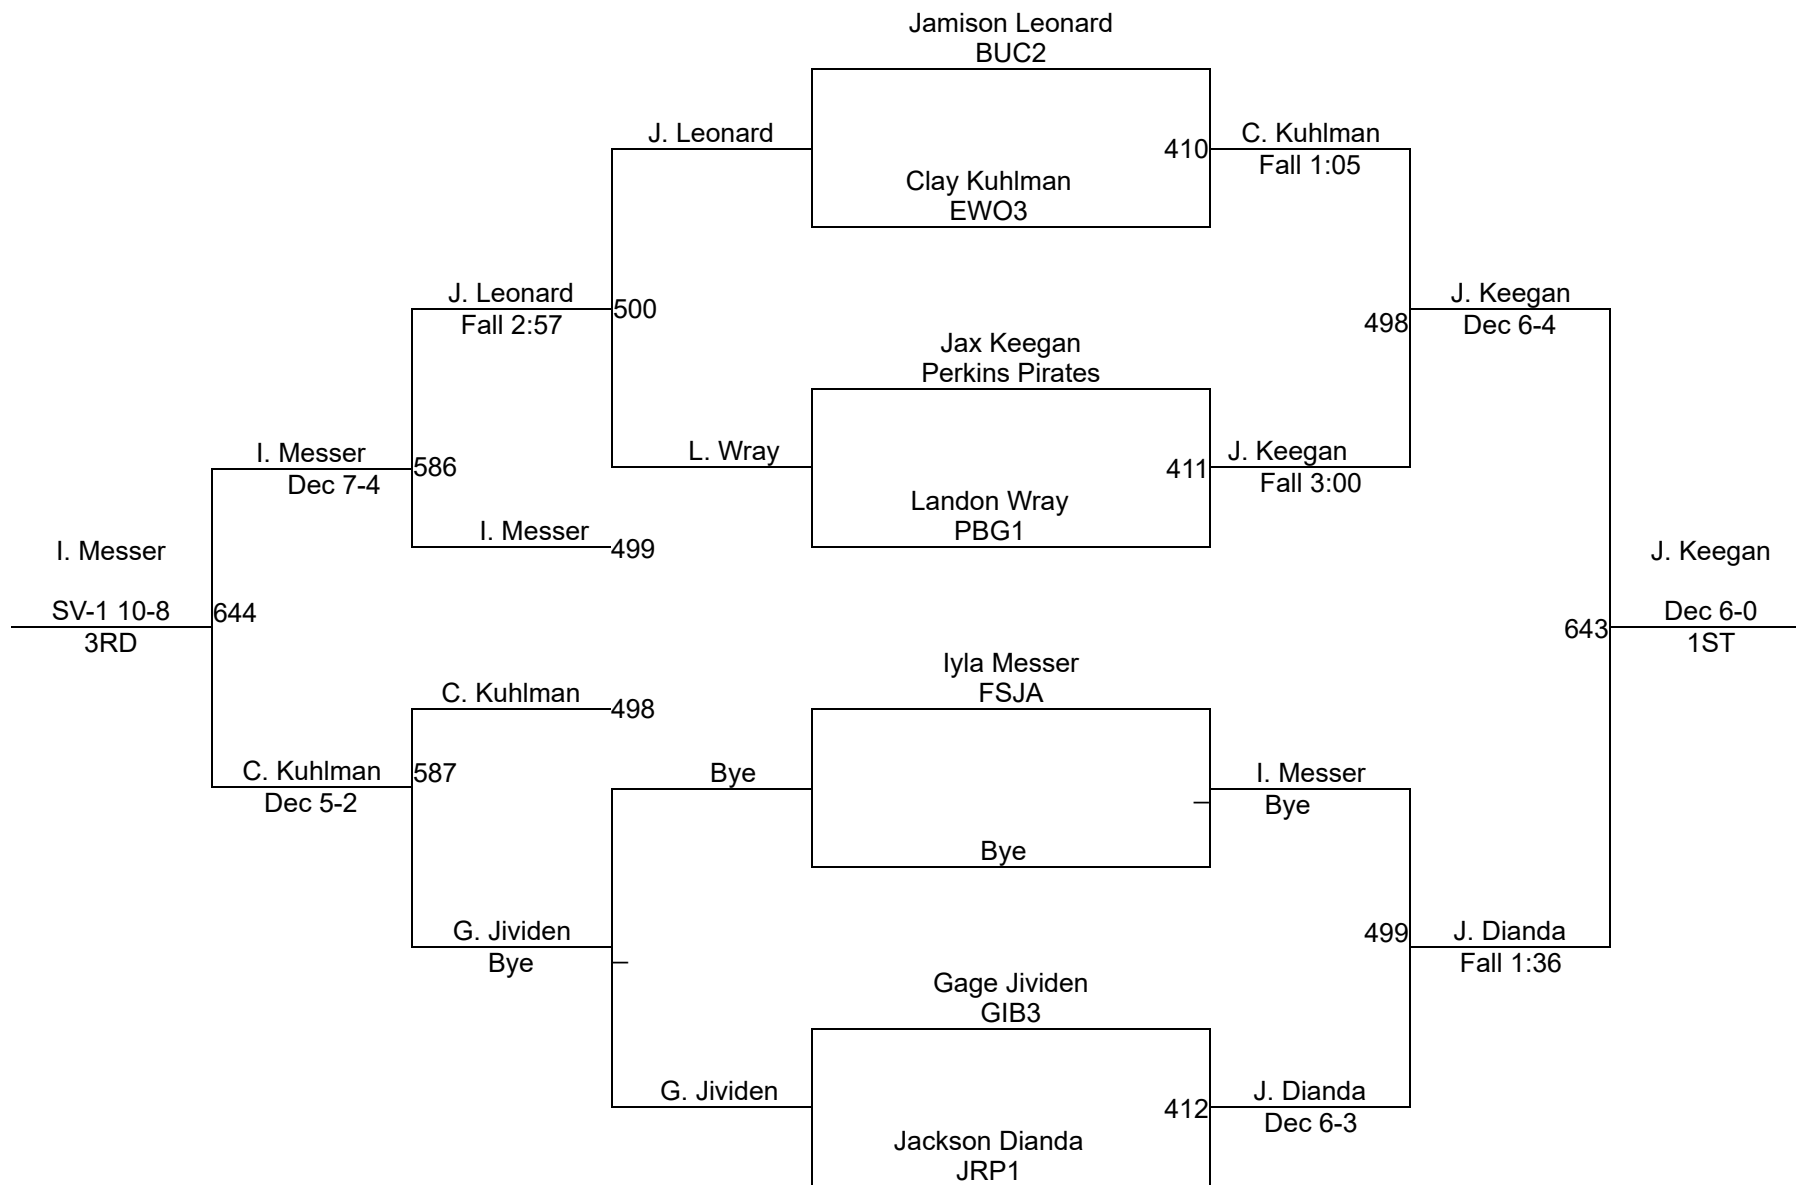 Jamison Leonard
BUC2
J. Leonard
410
C. Kuhlman
Fall 1:05
Clay Kuhlman
EWO3
J. Leonard
Fall 2:57
500
498
J. Keegan
Dec 6-4
Jax Keegan
Perkins Pirates
I. Messer
Dec 7-4
586
L. Wray
411
J. Keegan
Fall 3:00
Landon Wray
PBG1
I. Messer
499
I. Messer
SV-1 10-8
3RD
644
643
J. Keegan
Dec 6-0
1ST
Iyla Messer
FSJA
C. Kuhlman
498
C. Kuhlman
Dec 5-2
587
Bye
I. Messer
Bye
Bye
G. Jividen
Bye
499
J. Dianda
Fall 1:36
Gage Jividen
GIB3
G. Jividen
412
J. Dianda
Dec 6-3
Jackson Dianda
JRP1